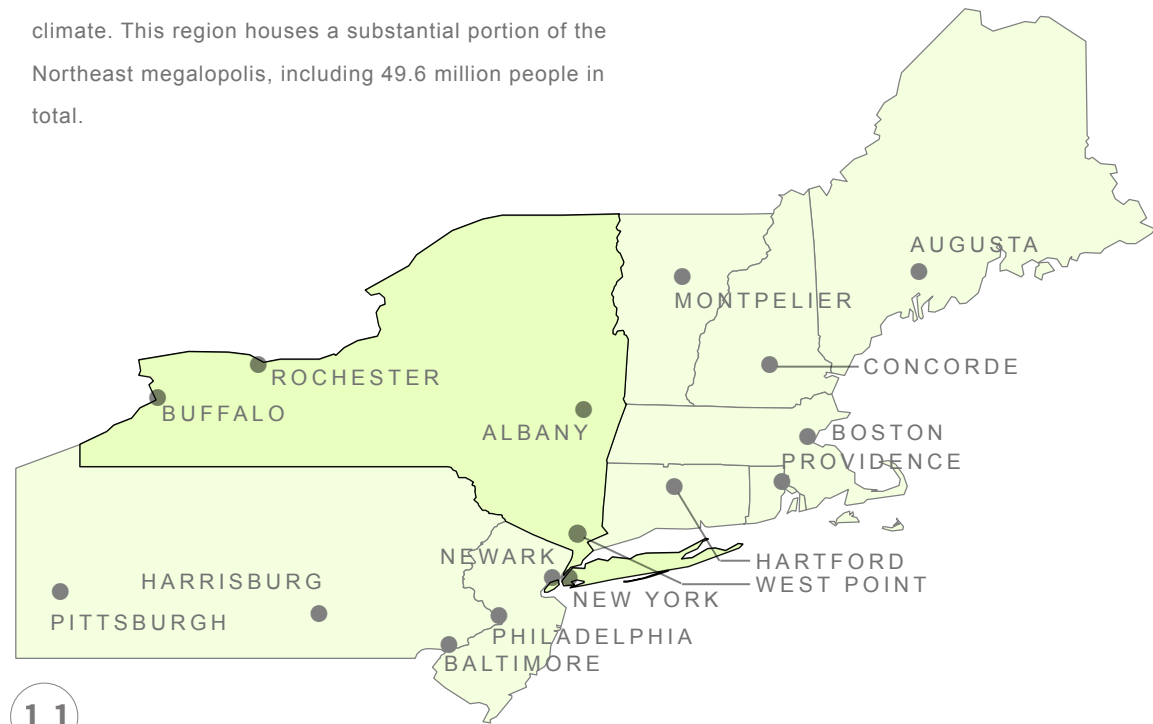 climate. This region houses a substantial portion of the
Northeast megalopolis, including 49.6 million people in
total.
AUGUSTA
MONTPELIER
CONCORDE
ROCHESTER
BUFFALO
ALBANY
BOSTON
PROVIDENCE
NEWARK
HARTFORD
HARRISBURG
WEST POINT
NEW YORK
PITTSBURGH
PHILADELPHIA
BALTIMORE
11